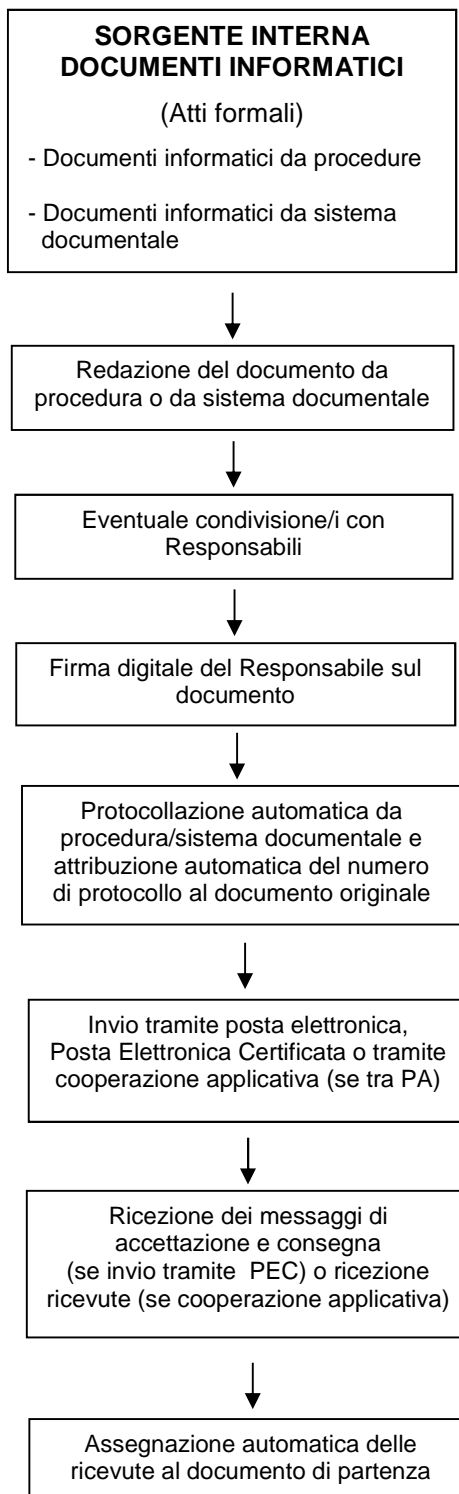 SORGENTE INTERNA
DOCUMENTI INFORMATICI
(Atti formali)
- Documenti informatici da procedure
- Documenti informatici da sistema
documentale
Redazione del documento da
procedura o da sistema documentale
Eventuale condivisione/i con
Responsabili
Firma digitale del Responsabile sul
documento
Protocollazione automatica da
procedura/sistema documentale e
attribuzione automatica del numero
di protocollo al documento originale
Invio tramite posta elettronica,
Posta Elettronica Certificata o tramite
cooperazione applicativa (se tra PA)
Ricezione dei messaggi di
accettazione e consegna
(se invio tramite PEC) o ricezione
ricevute (se cooperazione applicativa)
Assegnazione automatica delle
ricevute al documento di partenza